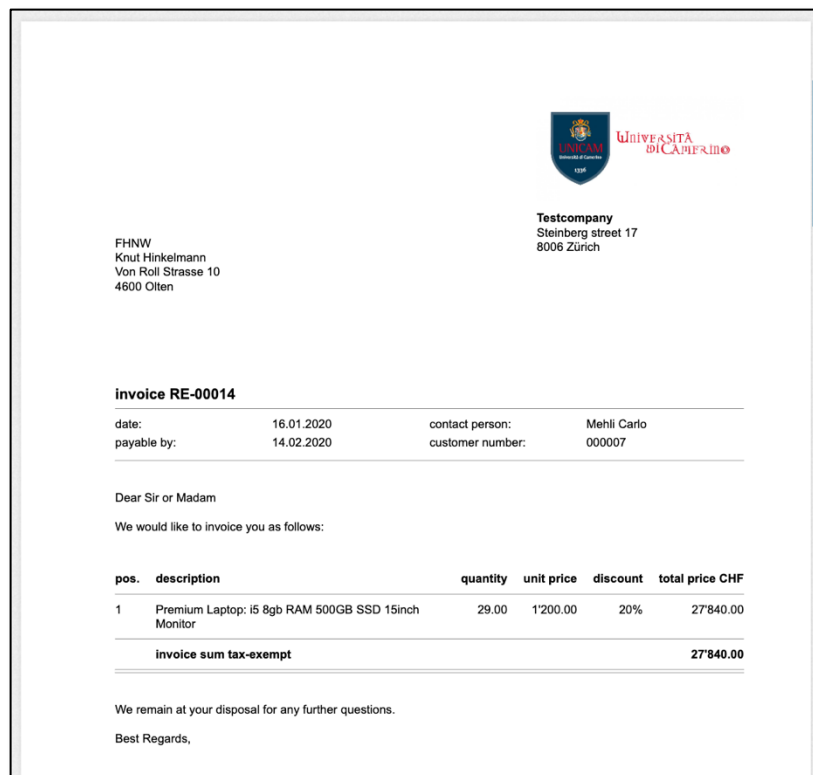 UNICAM
Università di Camerino
1336
UNIVERSITÀ
DI CAMERINO
Testcompany
Steinberg street 17
8006 Zürich
FHNW
Knut Hinkelmann
Von Roll Strasse 10
4600 Olten
invoice RE-00014
date: 16.01.2020 contact person: Mehli Carlo
payable by: 14.02.2020 customer number: 000007
Dear Sir or Madam
We would like to invoice you as follows:
pos. description quantity unit price discount total price CHF
1 Premium Laptop: i5 8gb RAM 500GB SSD 15inch 29.00 1'200.00 20% 27'840.00
Monitor
invoice sum tax-exempt 27'840.00
We remain at your disposal for any further questions.
Best Regards,